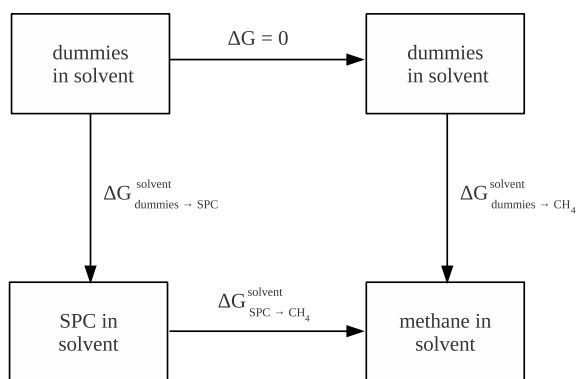 dummies
in solvent
ΔG = 0
dummies
in solvent
ΔG solvent dummies → SPC
ΔG solvent dummies → CH4
SPC in
solvent
ΔG solvent SPC → CH4
methane in
solvent